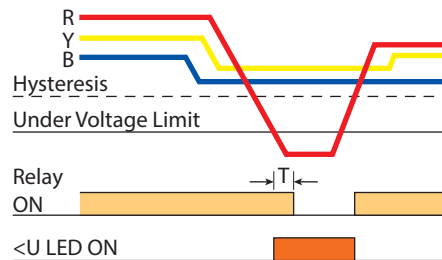 R
Y
B
Hysteresis
Under Voltage Limit
Relay
T
ON
<U LED ON